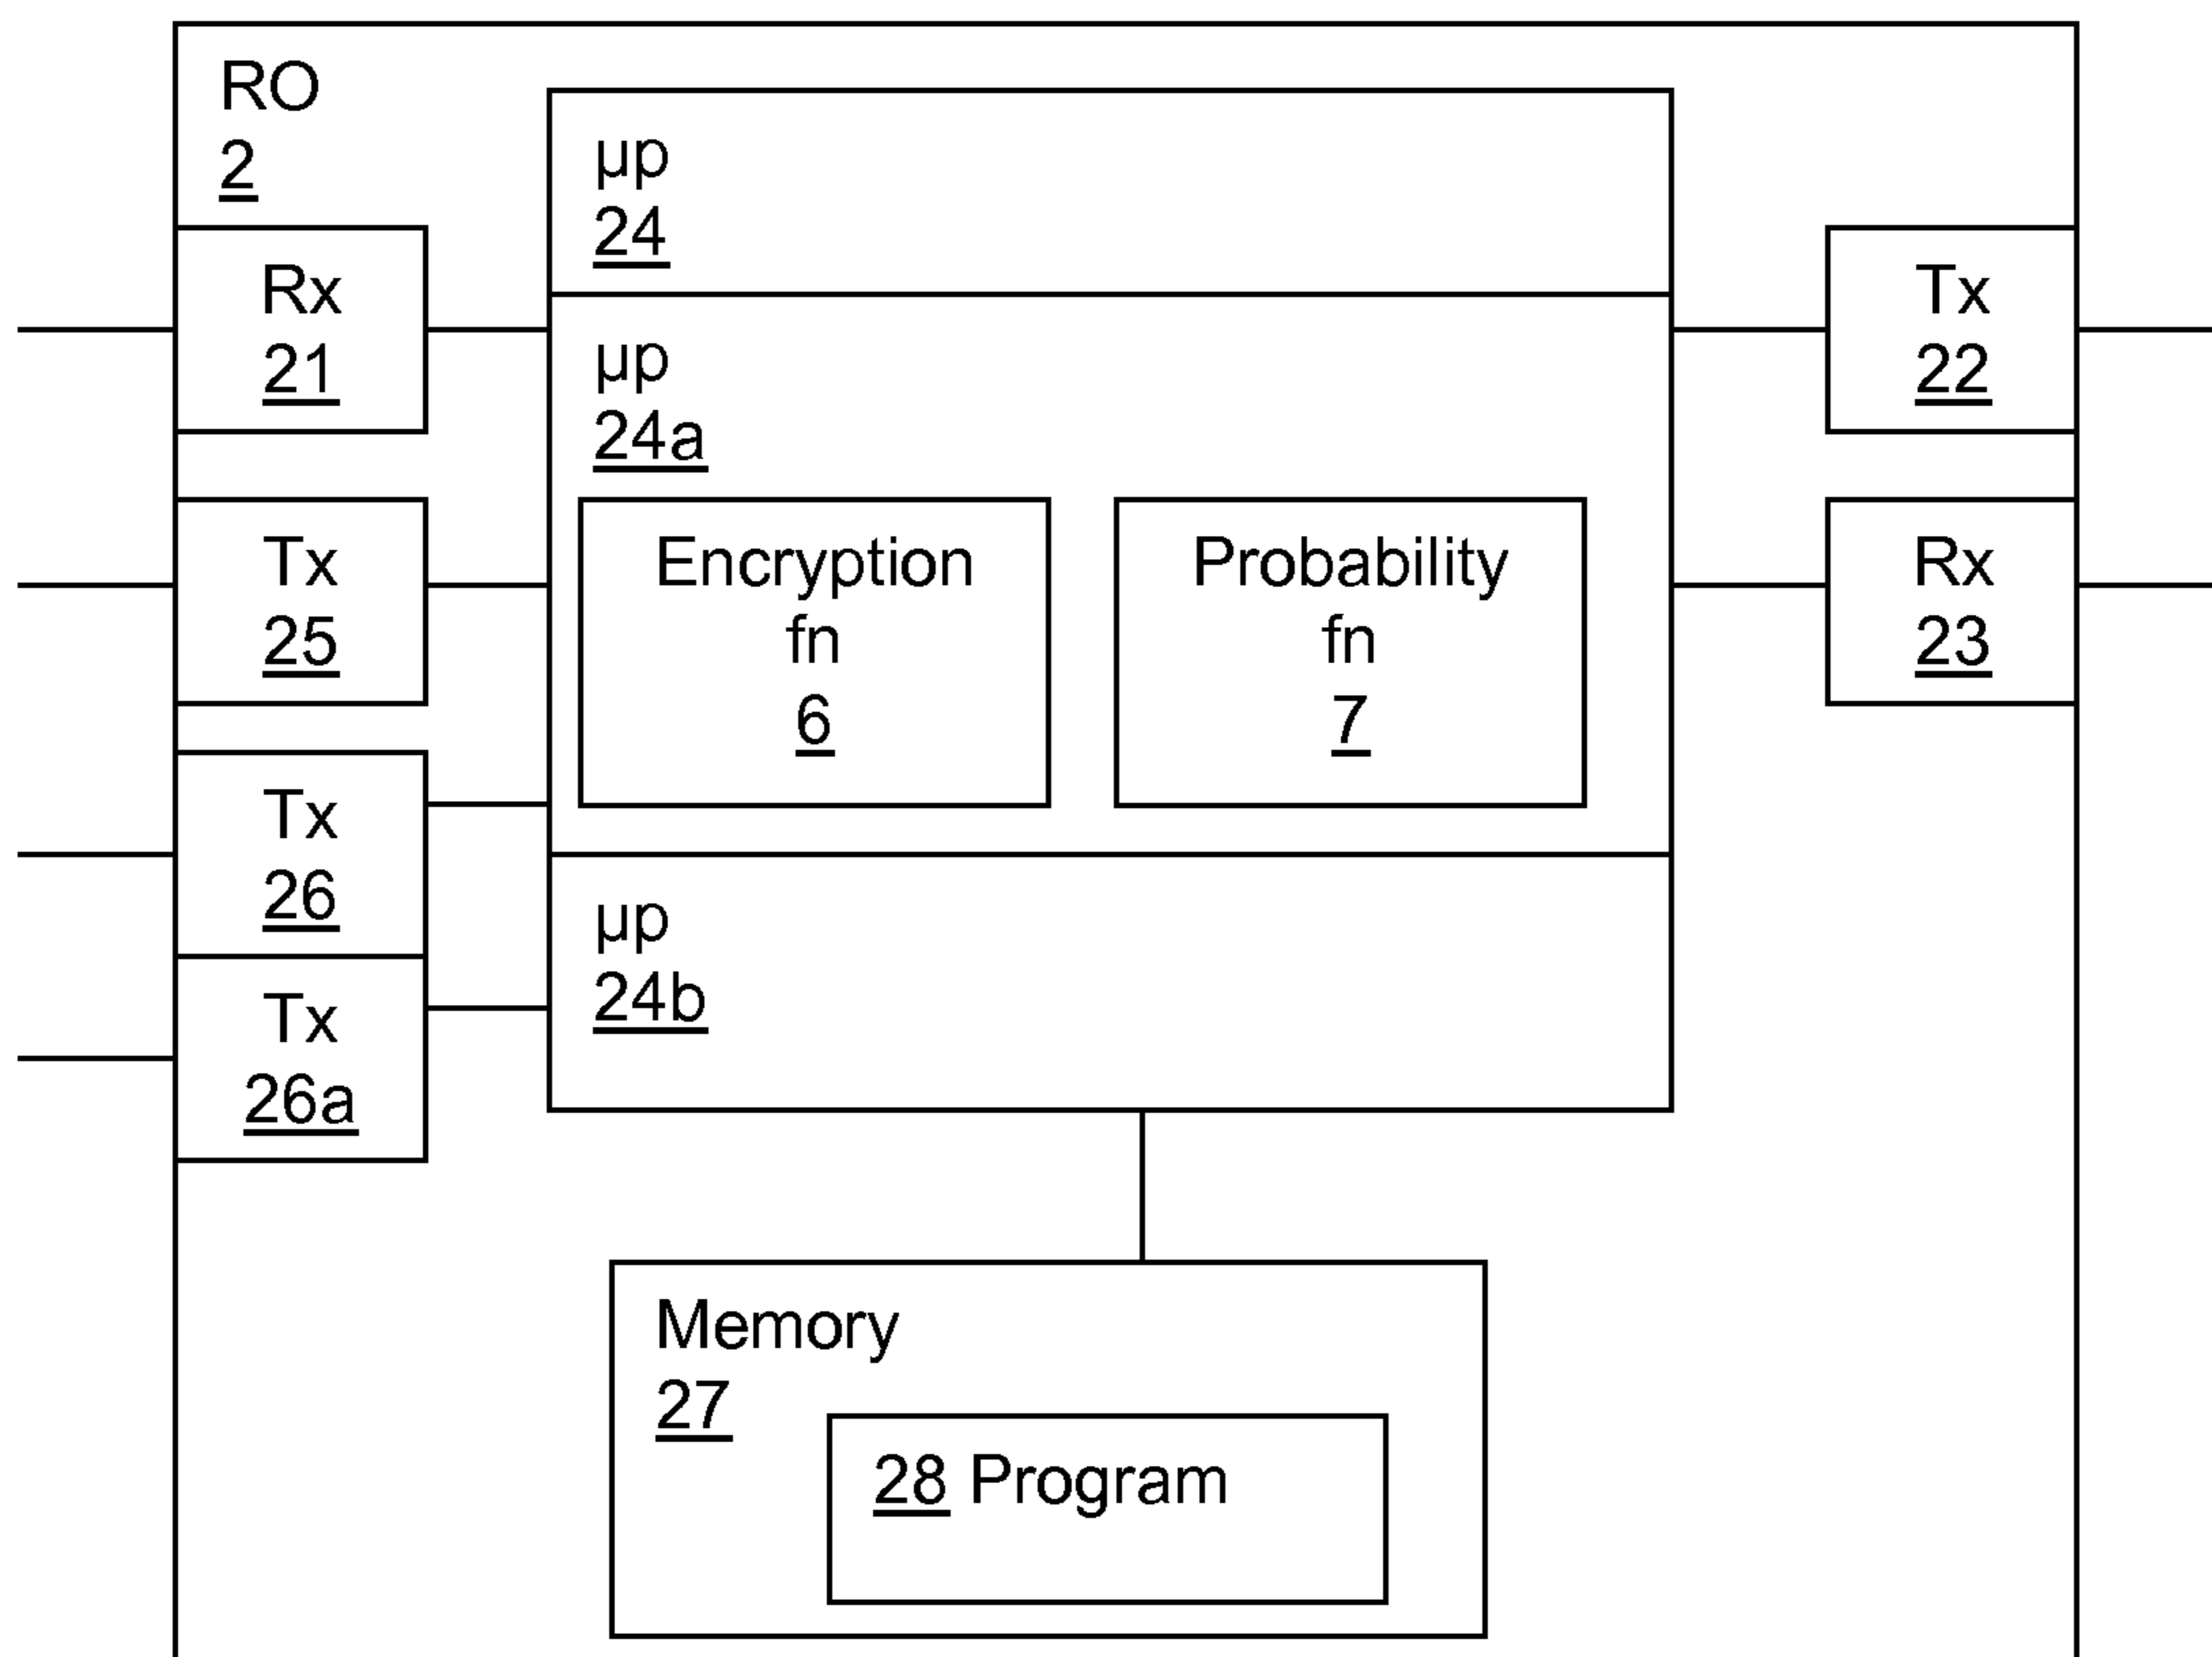 RO
2
Rx
21
Tx
25
Tx
26
Tx
26a
µp
24
µp
24a
Encryption
fn
6
Probability
fn
7
µp
24b
Tx
22
Rx
23
Memory
27
28 Program